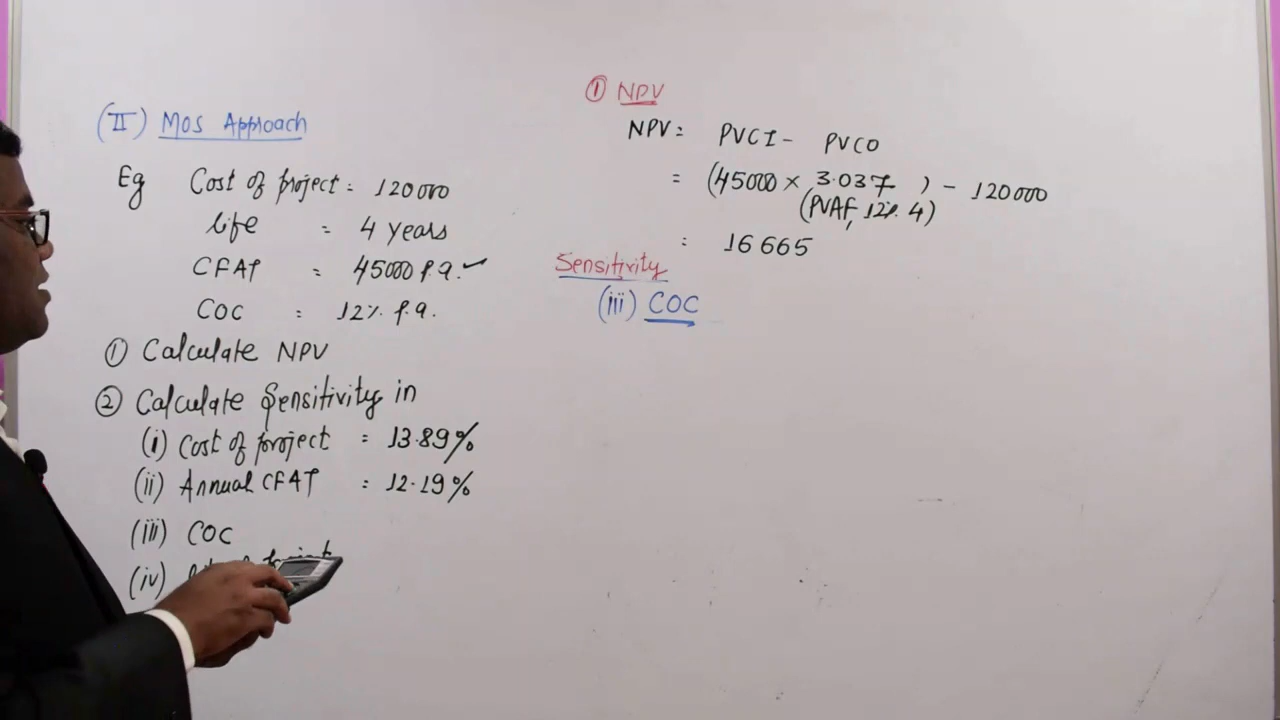 (II) MOS Approach
Eg Cost of project = 120000
life = 4 years
CFAT = 45000 P.a. ✓
COC = 12% P.a.
① Calculate NPV
② Calculate Sensitivity in
(i) Cost of project = 13.89%
(ii) Annual CFAT = 12.19%
(iii) COC
(iv)
① NPV
NPV = PVCI - PVCO
= (45000 × 3.037 ) - 120000
(PVAF, 12%. 4)
= 16665
Sensitivity
(iii) COC